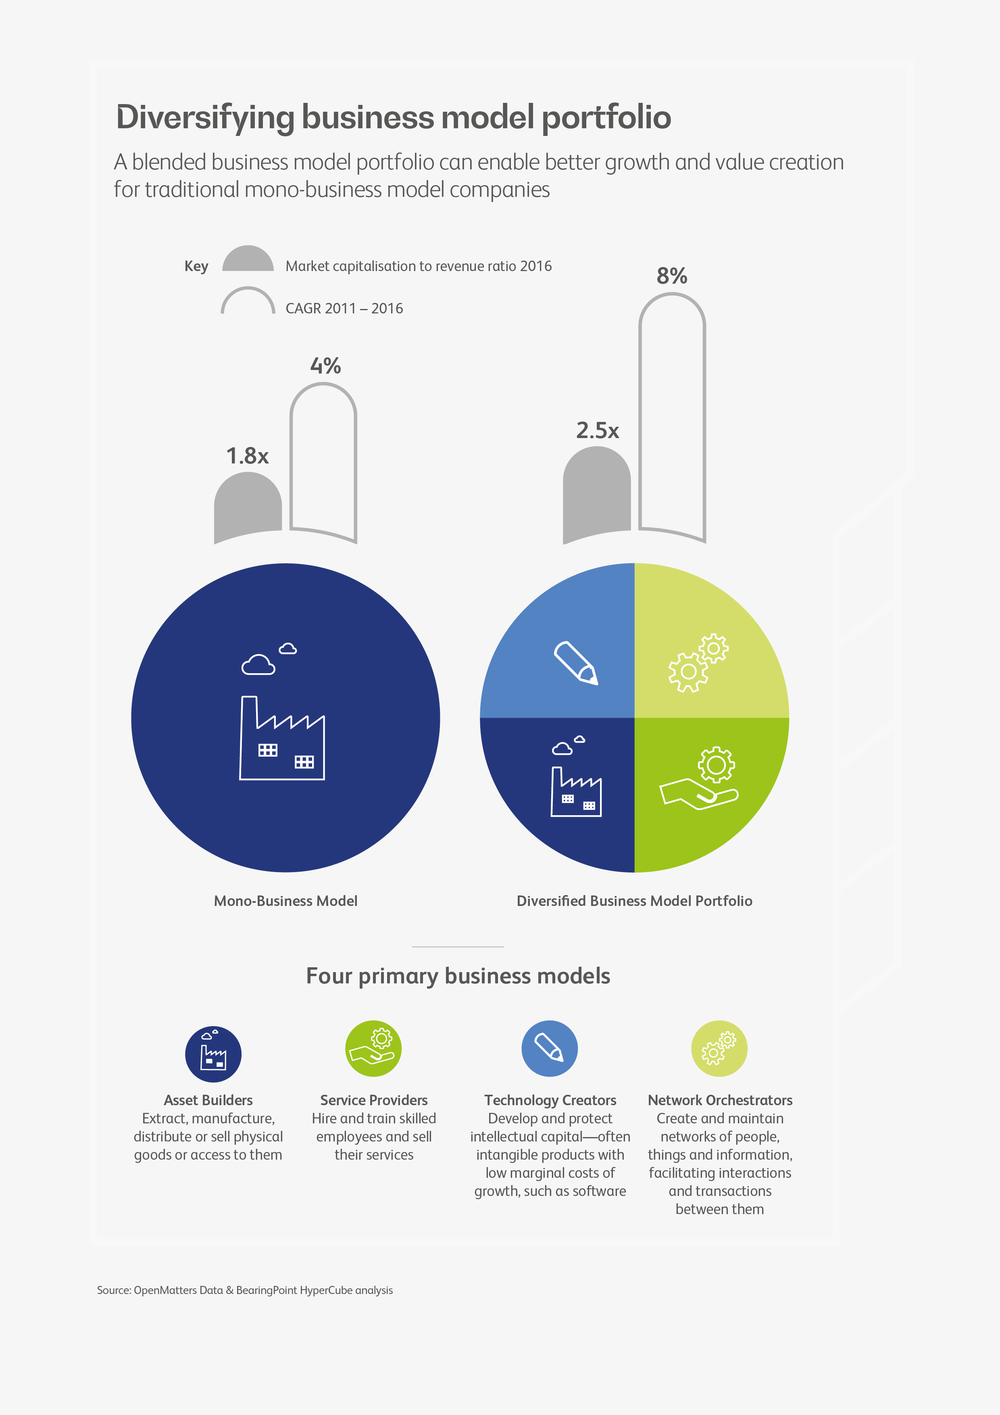 Diversifying business model portfolio
A blended business model portfolio can enable better growth and value creation
for traditional mono-business model companies
Key
Market capitalisation to revenue ratio 2016
CAGR 2011 – 2016
8%
4%
2.5x
1.8x
Mono-Business Model
Diversified Business Model Portfolio
Four primary business models
Asset Builders
Extract, manufacture,
distribute or sell physical
goods or access to them
Service Providers
Hire and train skilled
employees and sell
their services
Technology Creators
Develop and protect
intellectual capital—often
intangible products with
low marginal costs of
growth, such as software
Network Orchestrators
Create and maintain
networks of people,
things and information,
facilitating interactions
and transactions
between them
Source: OpenMatters Data & BearingPoint HyperCube analysis